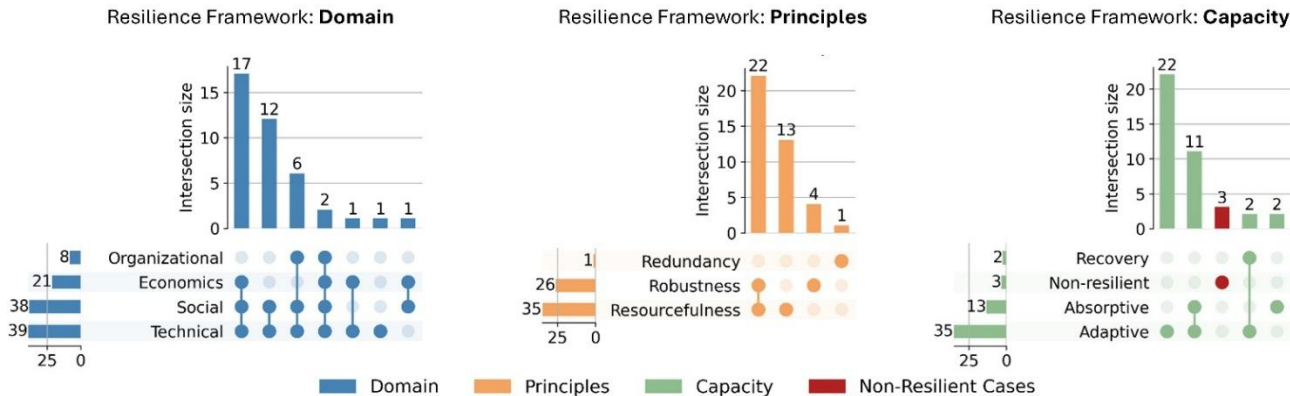 Resilience Framework: Domain
17
12
6
2
1
1
1
15
10
5
0
Intersection size
8
Organizational
21
Economics
38
Social
39
Technical
25
0
Resilience Framework: Principles
22
13
4
1
20
15
10
5
0
Intersection size
1
Redundancy
26
Robustness
35
Resourcefulness
25
0
Resilience Framework: Capacity
22
11
3
2
2
20
15
10
5
0
Intersection size
2
Recovery
3
Non-resilient
13
Absorptive
35
Adaptive
25
0
Domain
Principles
Capacity
Non-Resilient Cases